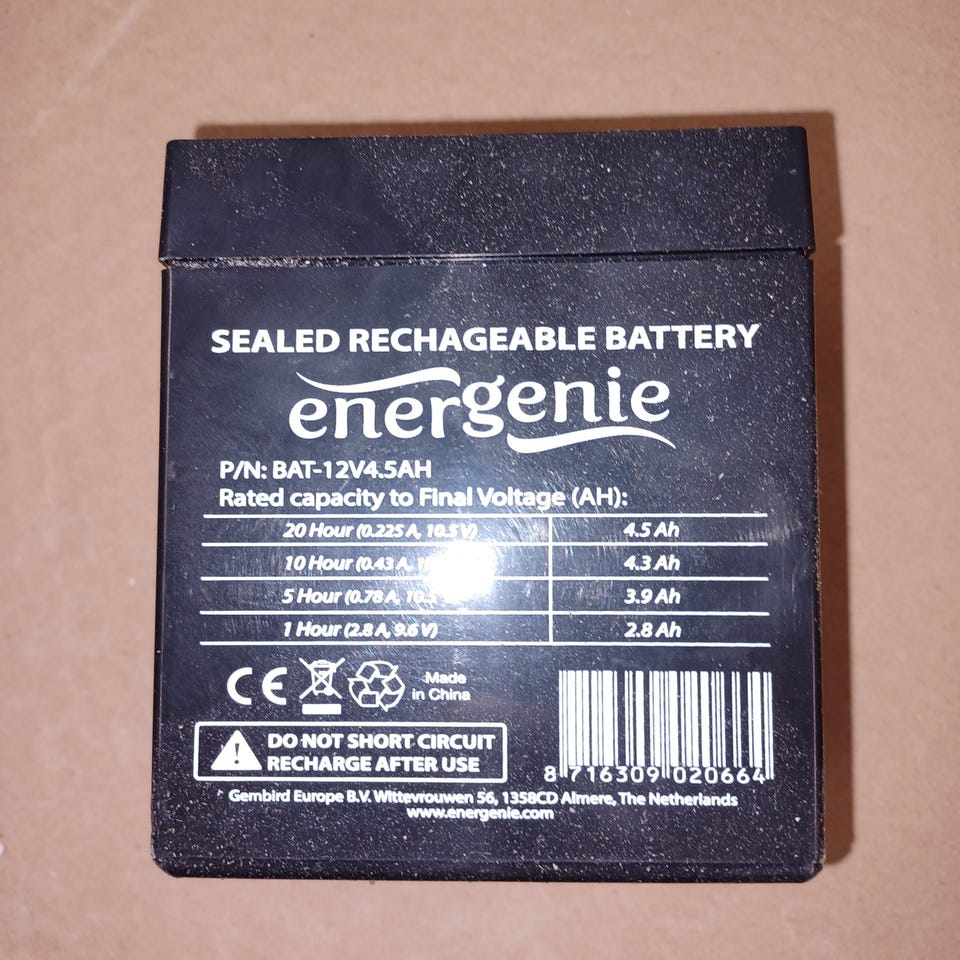 SEALED RECHAGEABLE BATTERY
energenie
P/N: BAT-12V4.5AH
Rated capacity to Final Voltage (AH):
20 Hour (0.225 A, 10.5 V) 4.5 Ah
10 Hour (0.43 A, 4.3 Ah
5 Hour (0.78 A, 3.9 Ah
1 Hour (2.8 A, 9.6 V) 2.8 Ah
CE
Made
in China
DO NOT SHORT CIRCUIT
RECHARGE AFTER USE
8 716309 020664
Gembird Europe B.V. Wittevrouwen 56, 1358CD Almere, The Netherlands
www.energenie.com